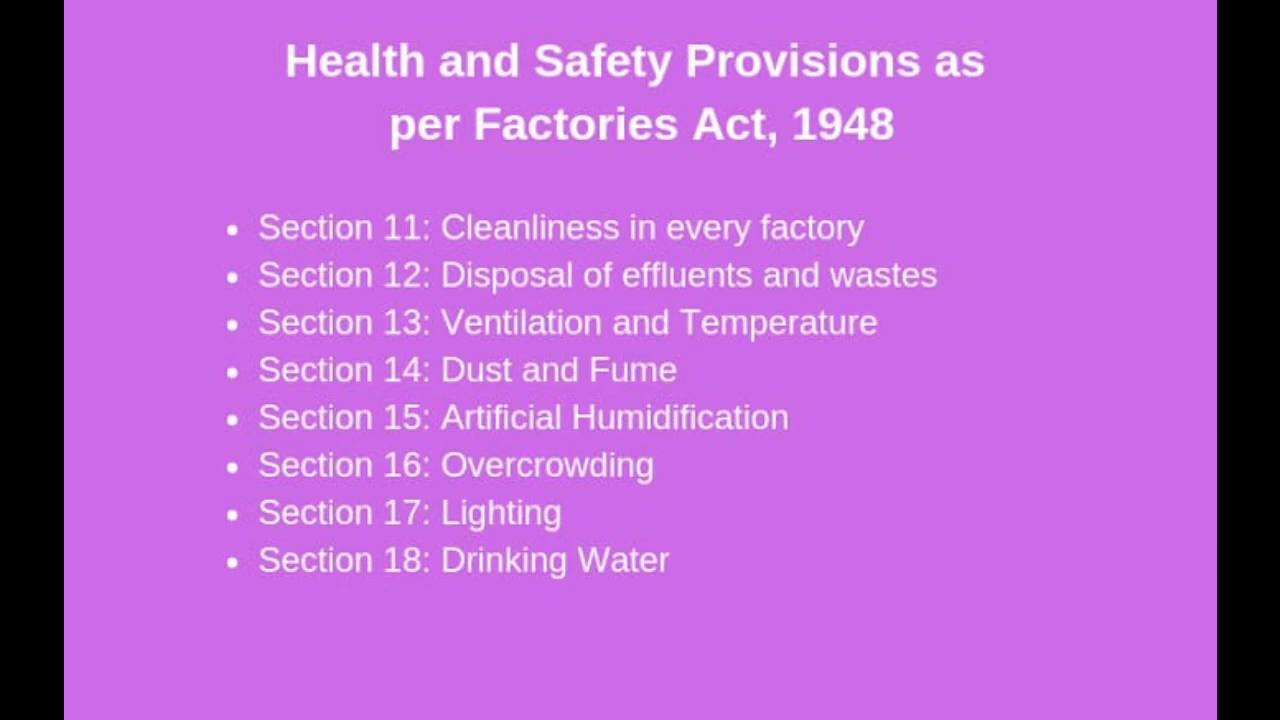 Health and Safety Provisions as
per Factories Act, 1948
• Section 11: Cleanliness in every factory
• Section 12: Disposal of effluents and wastes
• Section 13: Ventilation and Temperature
• Section 14: Dust and Fume
• Section 15: Artificial Humidification
• Section 16: Overcrowding
• Section 17: Lighting
• Section 18: Drinking Water